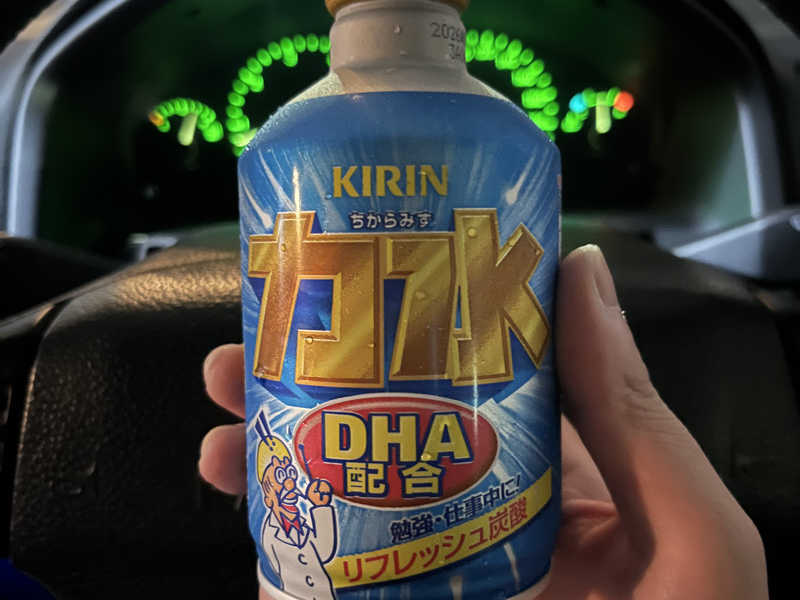 KIRIN
ちからみず
力水
DHA
配合
勉強・仕事中に!
リフレッシュ炭酸